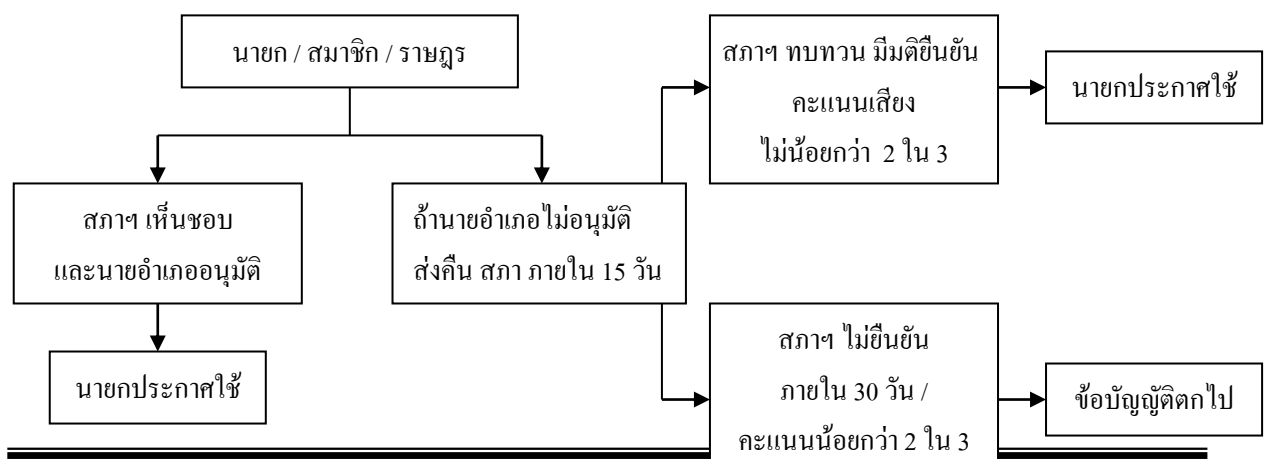 นายก / สมาชิก / ราษฎร
สภาฯ เห็นชอบ
และนายอำเภออนุมัติ
นายกประกาศใช้
ถ้านายอำเภอไม่อนุมัติ
ส่งคืน สภา ภายใน 15 วัน
สภาฯ ทบทวน มีมติยืนยัน
คะแนนเสียง
ไม่น้อยกว่า 2 ใน 3
นายกประกาศใช้
สภาฯ ไม่ยืนยัน
ภายใน 30 วัน /
คะแนนน้อยกว่า 2 ใน 3
ข้อบัญญัติตกไป